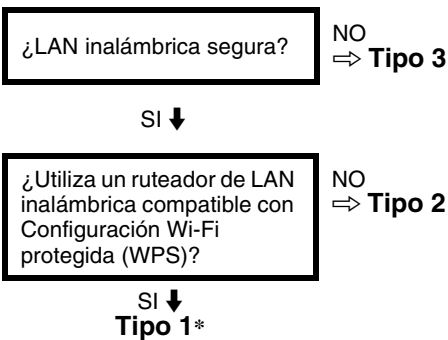 ¿LAN inalámbrica segura?
NO
⇨ Tipo 3
SI ⬇
¿Utiliza un ruteador de LAN
inalámbrica compatible con
Configuración Wi-Fi
protegida (WPS)?
NO
⇨ Tipo 2
SI ⬇
Tipo 1*